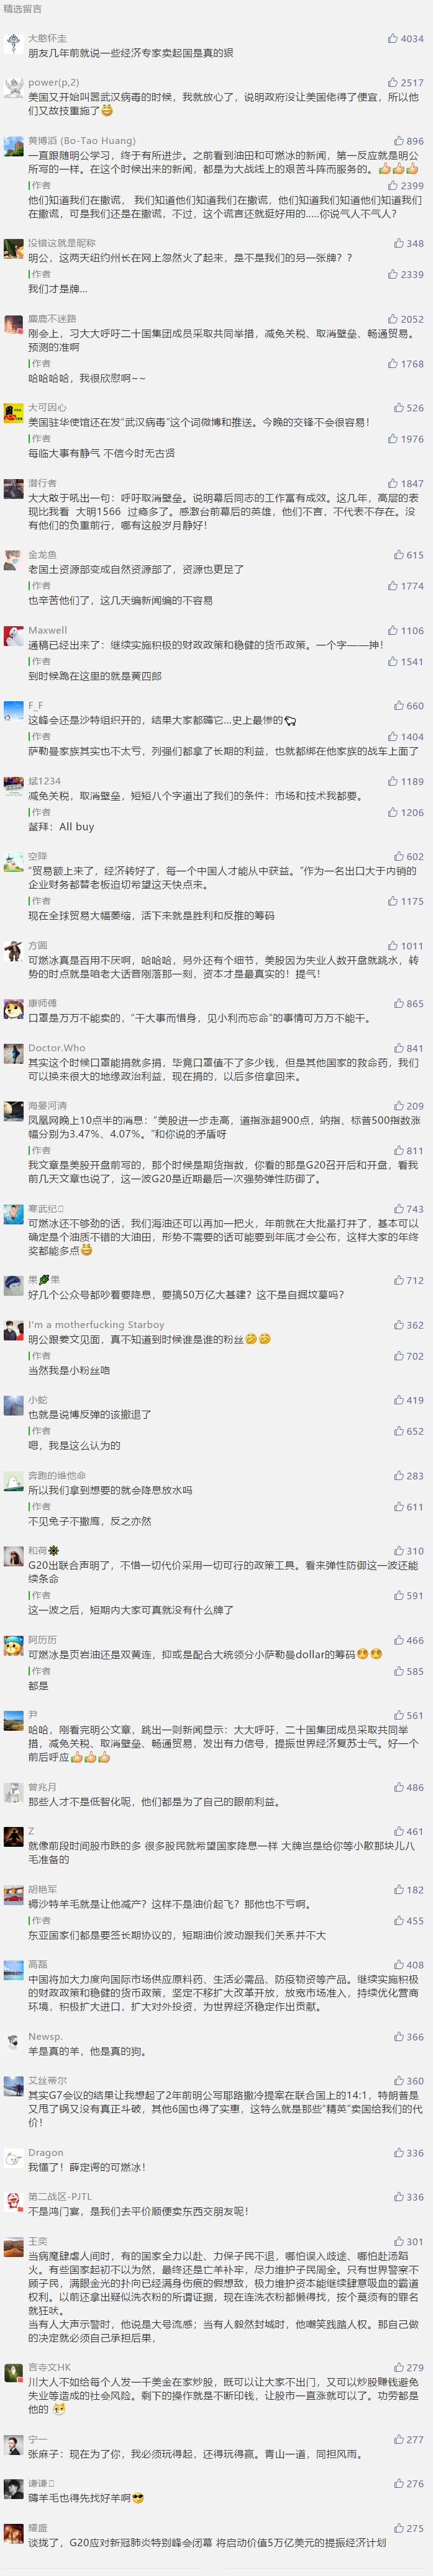 精选留言
大憨怀圭 4034
朋友几年前就说一些经济专家卖起国是真的狠
power(p,2) 2517
美国又开始叫嚣武汉病毒的时候，我就放心了，说明政府没让美国佬得了便宜，所以他
们又故技重施了😄
黄博滔 (Bo-Tao Huang) 896
一直跟随明公学习，终于有所进步。之前看到油田和可燃冰的新闻，第一反应就是明公
所写的一样。在这个时候出来的新闻，都是为大战线上的艰苦斗阵而服务的。👍👍👍
作者 2399
他们知道我们在撒谎， 我们知道他们知道我们在撒谎，他们知道我们知道他们知道我们
在撒谎，可是我们还是在撒谎，不过，这个谎言还就挺好用的.....你说气人不气人？
没错这就是昵称 348
明公，这两天纽约州长在网上忽然火了起来，是不是我们的另一张牌？？
作者 2339
我们才是牌...
麋鹿不迷路 2052
刚会上，习大大呼吁二十国集团成员采取共同举措，减免关税、取消壁垒、畅通贸易。
预测的准啊
作者 1768
哈哈哈哈，我很欣慰啊~~
大可因心 526
美国驻华使馆还在发“武汉病毒”这个词微博和推送。今晚的交锋不会很容易！
作者 1976
每临大事有静气 不信今时无古贤
潜行者 1847
大大敢于吼出一句：呼吁取消壁垒。说明幕后同志的工作富有成效。这几年，高层的表
现比我看 大明1566 过瘾多了。感激台前幕后的英雄，他们不言，不代表不存在。没
有他们的负重前行，哪有这般岁月静好！
金龙鱼 615
老国土资源部变成自然资源部了，资源也更足了
作者 1774
也辛苦他们了，这几天编新闻编的不容易
Maxwell 1106
通稿已经出来了：继续实施积极的财政政策和稳健的货币政策。一个字——抻！
作者 1541
到时候跪在这里的就是黄四郎
F_F 660
这峰会还是沙特组织开的，结果大家都薅它...史上最惨的🐑
作者 1404
萨勒曼家族其实也不太亏，列强们都拿了长期的利益，也就都绑在他家族的战车上面了
斌1234 1189
减免关税，取消壁垒，短短八个字道出了我们的条件：市场和技术我都要。
作者 1206
鳌拜：All buy
空降 602
“贸易额上来了，经济转好了，每一个中国人才能从中获益。”作为一名出口大于内销的
企业财务都替老板迫切希望这天快点来。
作者 1175
现在全球贸易大幅萎缩，活下来就是胜利和反推的筹码
方圆 1011
可燃冰真是百用不厌啊，哈哈哈，另外还有个细节，美股因为失业人数开盘就跳水，转
势的时点就是咱老大话音刚落那一刻，资本才是最真实的！提气！
康师傅 865
口罩是万万不能卖的，“干大事而惜身，见小利而忘命”的事情可万万不能干。
Doctor.Who 841
其实这个时候口罩能捐就多捐，毕竟口罩值不了多少钱，但是其他国家的救命药，我们
可以换来很大的地缘政治利益，现在捐的，以后多倍拿回来。
海晏河清 209
凤凰网晚上10点半的消息：“美股进一步走高，道指涨超900点，纳指、标普500指数涨
幅分别为3.47%、4.07%。”和你说的矛盾呀
作者 811
我文章是美股开盘前写的，那个时候是期货指数，你看的那是G20召开后和开盘，看我
前几天文章也说了，这一波G20是近期最后一次强势弹性防御了。
寒武纪 743
可燃冰还不够劲的话，我们海油还可以再加一把火，年前就在大批量打井了，基本可以
确定是个油质不错的大油田，形势不需要的话可能要到年底才会公布，这样大家的年终
奖都能多点😄
果🌿果 712
好几个公众号都吵着要降息，要搞50万亿大基建？这不是自掘坟墓吗？
I'm a motherfucking Starboy 362
明公跟姜文见面，真不知道到时候谁是谁的粉丝🤣🤣
作者 702
当然我是小粉丝唔
小蛇 419
也就是说博反弹的该撤退了
作者 652
嗯，我是这么认为的
奔跑的维他命 283
所以我们拿到想要的就会降息放水吗
作者 611
不见兔子不撒鹰，反之亦然
和荷 310
G20出联合声明了，不惜一切代价采用一切可行的政策工具。看来弹性防御这一波还能
续条命
作者 591
这一波之后，短期内大家可真就没有什么牌了
阿历历 466
可燃冰是页岩油还是双黄连，抑或是配合大统领分小萨勒曼dollar的筹码
作者 585
都是
尹 561
哈哈，刚看完明公文章，跳出一则新闻显示：大大呼吁，二十国集团成员采取共同举
措，减免关税、取消壁垒、畅通贸易，发出有力信号，提振世界经济复苏士气。好一个
前后呼应👍👍👍
曾兆月 486
那些人才不是低智化呢，他们都是为了自己的眼前利益。
Z 461
就像前段时间股市跌的多 很多股民就希望国家降息一样 大牌岂是给你等小散那块儿八
毛准备的
胡艳军 182
褥沙特羊毛就是让他减产？这样不是油价起飞？那他也不亏啊。
作者 455
东亚国家们都是要签长期协议的，短期油价波动跟我们关系并不大
高磊 408
中国将加大力度向国际市场供应原料药、生活必需品、防疫物资等产品。继续实施积极
的财政政策和稳健的货币政策，坚定不移扩大改革开放，放宽市场准入，持续优化营商
环境，积极扩大进口，扩大对外投资，为世界经济稳定作出贡献。
Newsp. 366
羊是真的羊，他是真的狗。
艾丝蒂尔 360
其实G7会议的结果让我想起了2年前明公写耶路撒冷提案在联合国上的14:1，特朗普是
又甩了锅又没有真正斗破，其他6国也得了实惠，这特么就是那些“精英”卖国给我们的代
价！
Dragon 336
我懂了！薛定谔的可燃冰！
第二战区-PJTL 336
不是鸿门宴，是我们去平价顺便卖东西交朋友呢！
王奕 301
当病魔肆虐人间时，有的国家全力以赴、力保子民不退，哪怕误入歧途、哪怕赴汤蹈
火。有些国家起初不以为然，最终还是亡羊补牢，尽力维护子民周全。只有世界警察不
顾子民，满眼金光的扑向已经满身伤痕的假想敌，极力维护资本能继续肆意吸血的霸道
权利。以前还拿出疑似洗衣粉的所谓证据，现在连洗衣粉都懒得找，按个莫须有的罪名
就狂吠。
当有人大声示警时，他说是大号流感；当有人毅然封城时，他嘲笑践踏人权。那自己做
的决定就必须自己承担后果，
言寺文HK 279
川大人不如给每个人发一千美金在家炒股，既可以让大家不出门，又可以炒股赚钱避免
失业等造成的社会风险。剩下的操作就是不断印钱，让股市一直涨就可以了。功劳都是
他的
宁一 277
张麻子：现在为了你，我必须玩得起，还得玩得赢。青山一道，同担风雨。
谦谦 276
薅羊毛也得先找好羊啊😎
耀盛 275
谈拢了，G20应对新冠肺炎特别峰会闭幕 将启动价值5万亿美元的提振经济计划